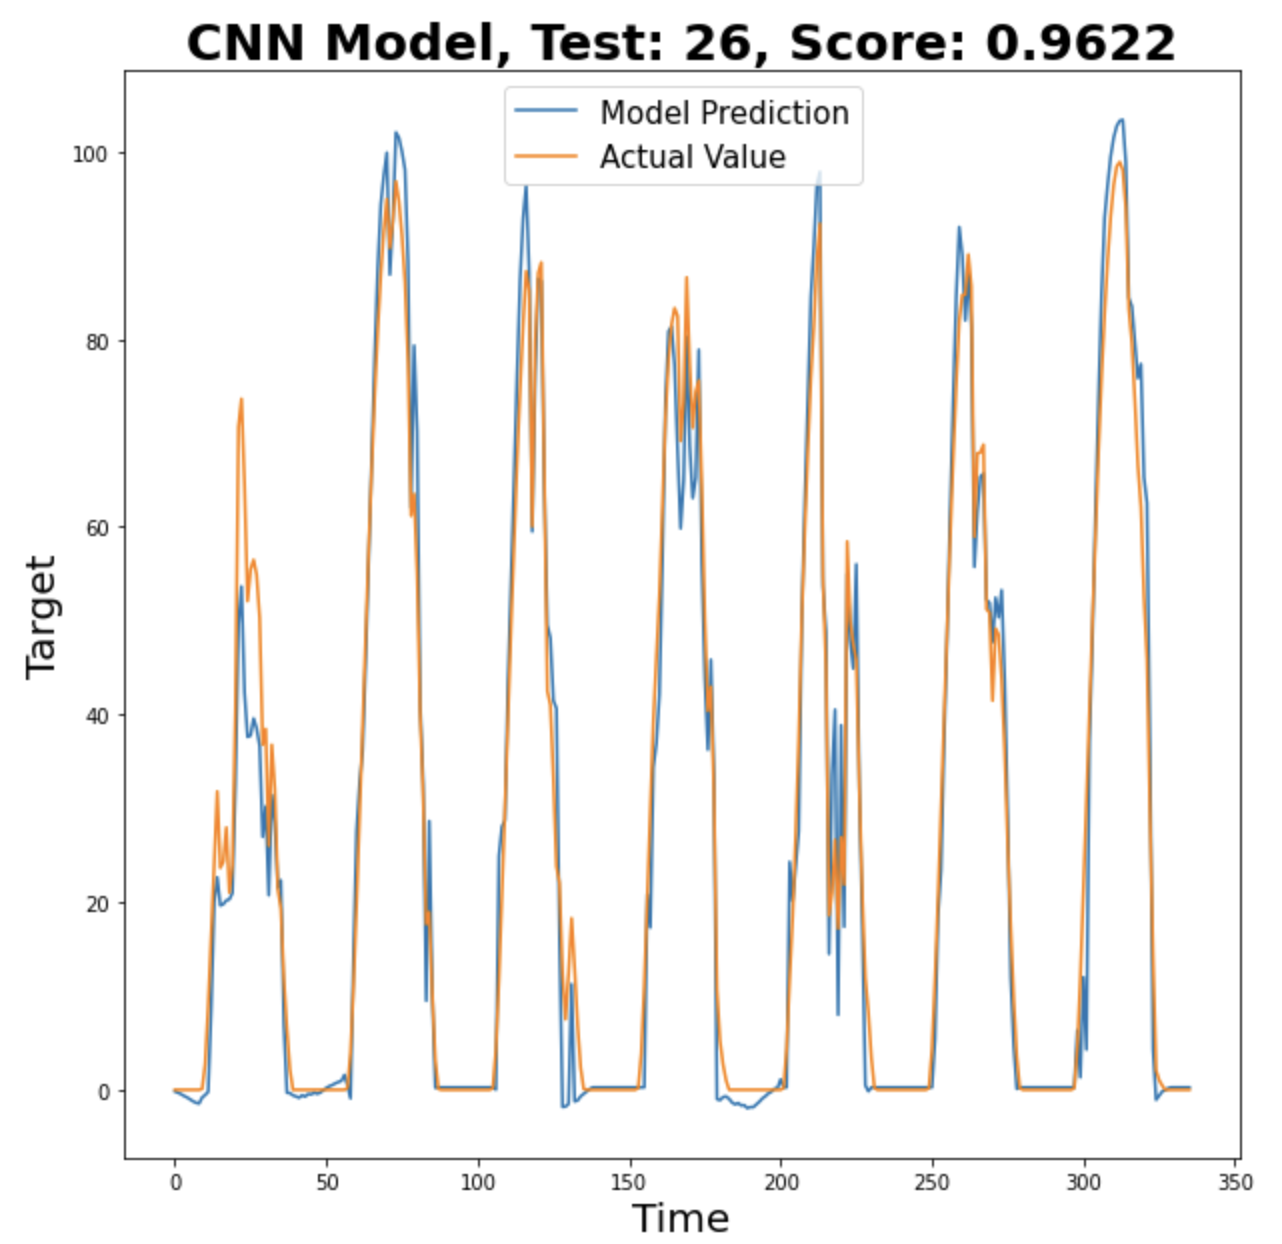 CNN Model, Test: 26, Score: 0.9622
Model Prediction
Actual Value
100
80
60
40
20
0
Target
0 50 100 150 200 250 300 350
Time